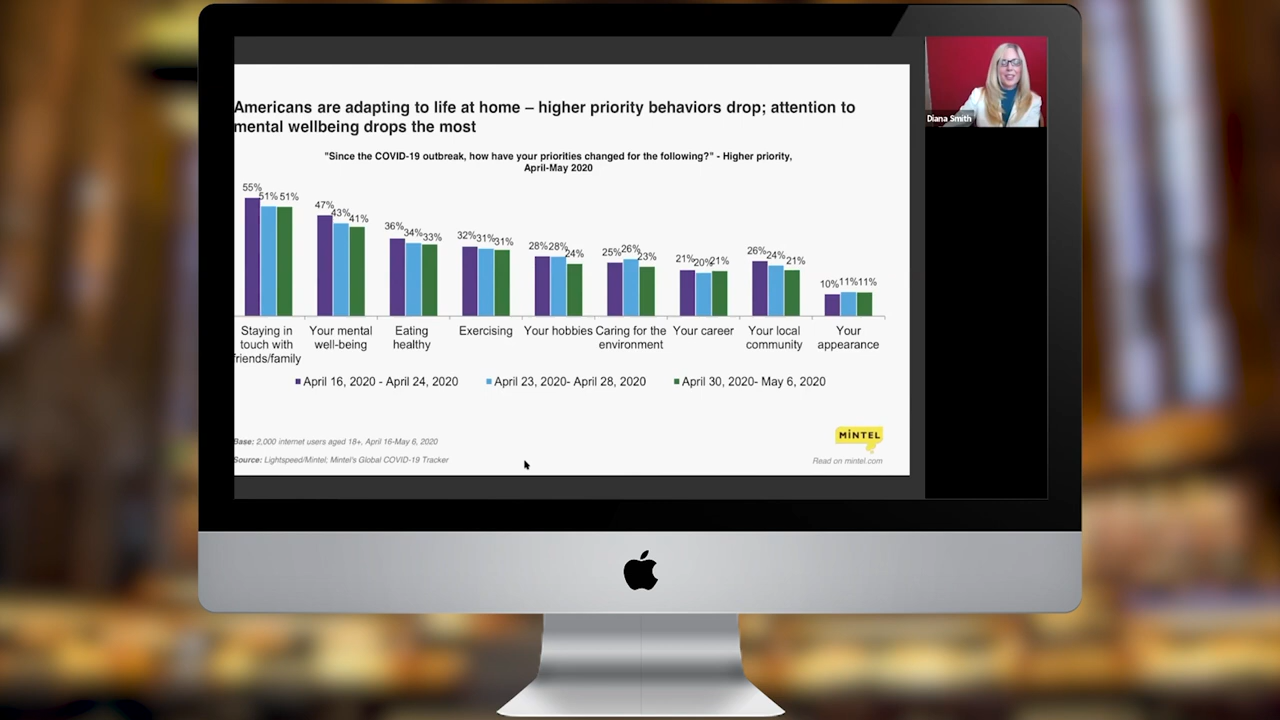 Americans are adapting to life at home – higher priority behaviors drop; attention to
mental wellbeing drops the most
"Since the COVID-19 outbreak, how have your priorities changed for the following?" - Higher priority,
April-May 2020
55% 51% 51%
47% 43% 41%
36% 34% 33%
32% 31% 31%
28% 28% 24%
25% 26% 23%
21% 20% 21%
26% 24% 21%
10% 11% 11%
Staying in
touch with
friends/family
Your mental
well-being
Eating
healthy
Exercising
Your hobbies
Caring for the
environment
Your career
Your local
community
Your
appearance
April 16, 2020 - April 24, 2020
April 23, 2020- April 28, 2020
April 30, 2020- May 6, 2020
Base: 2,000 internet users aged 18+, April 16-May 6, 2020
Source: Lightspeed/Mintel; Mintel's Global COVID-19 Tracker
MINTEL
Read on mintel.com
Diana Smith